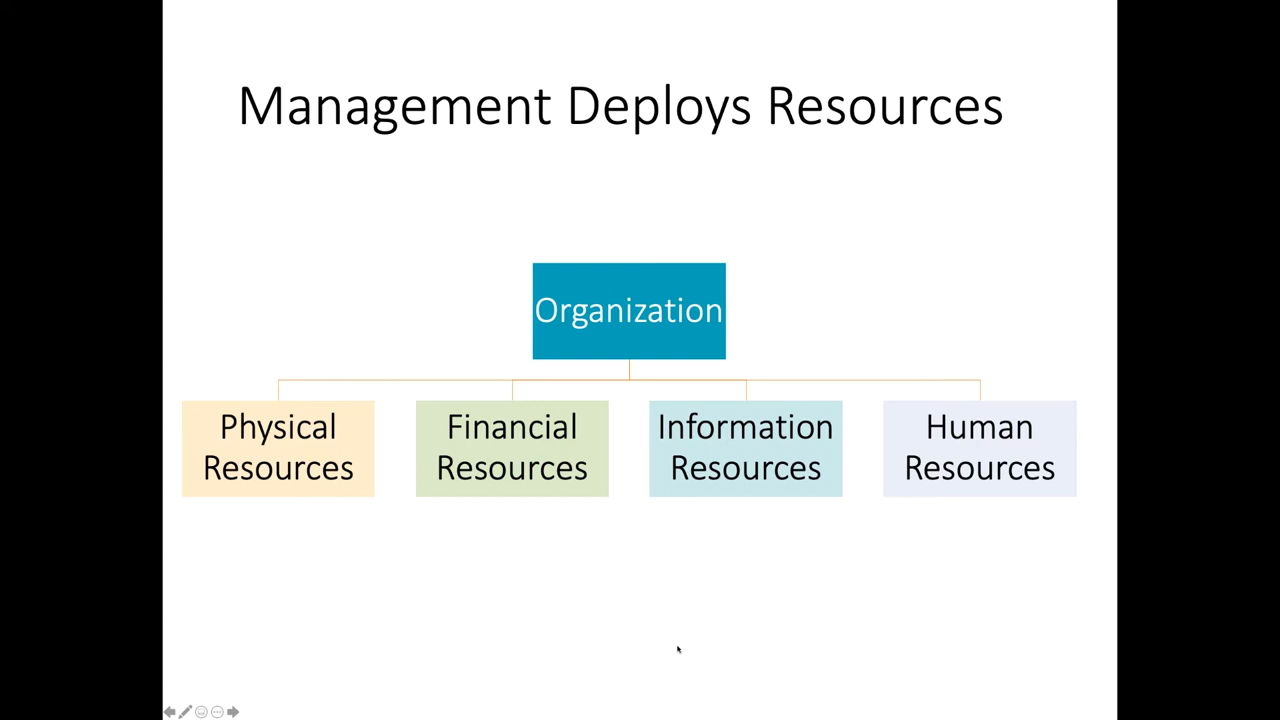 Management Deploys Resources
Organization
Physical
Resources
Financial
Resources
Information
Resources
Human
Resources